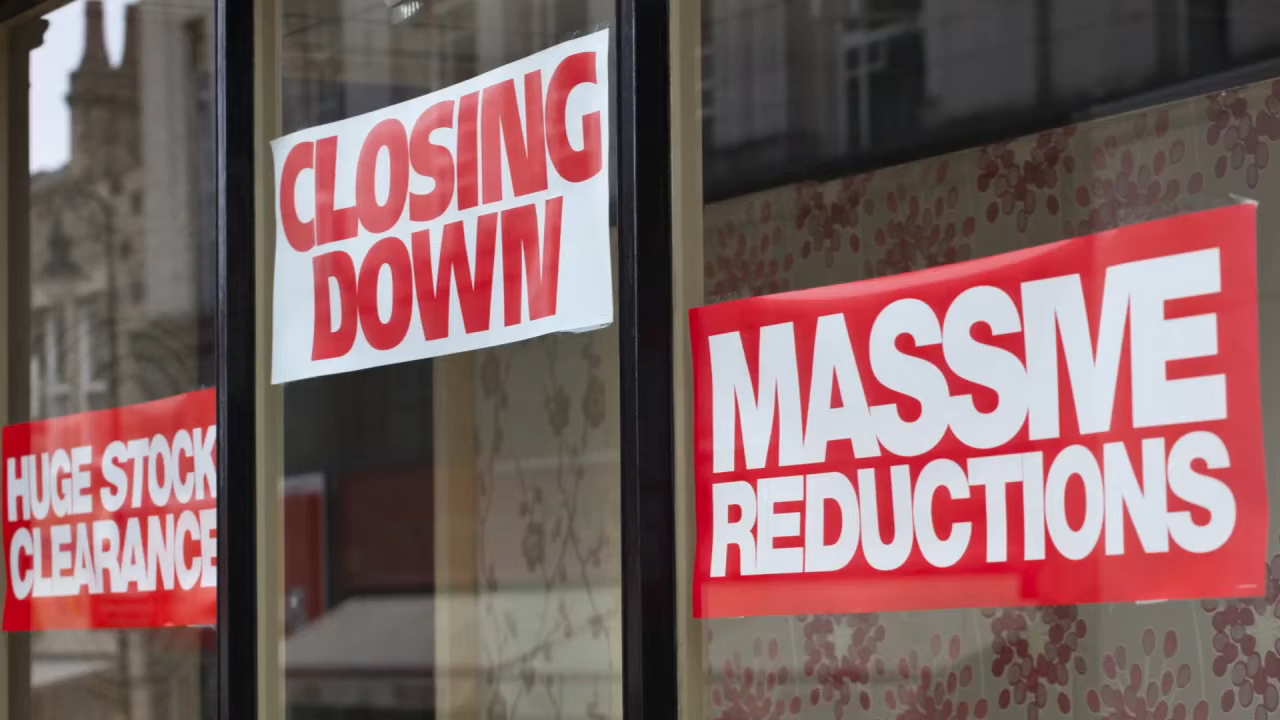 HUGE STOCK
CLEARANCE
CLOSING
DOWN
MASSIVE
REDUCTIONS